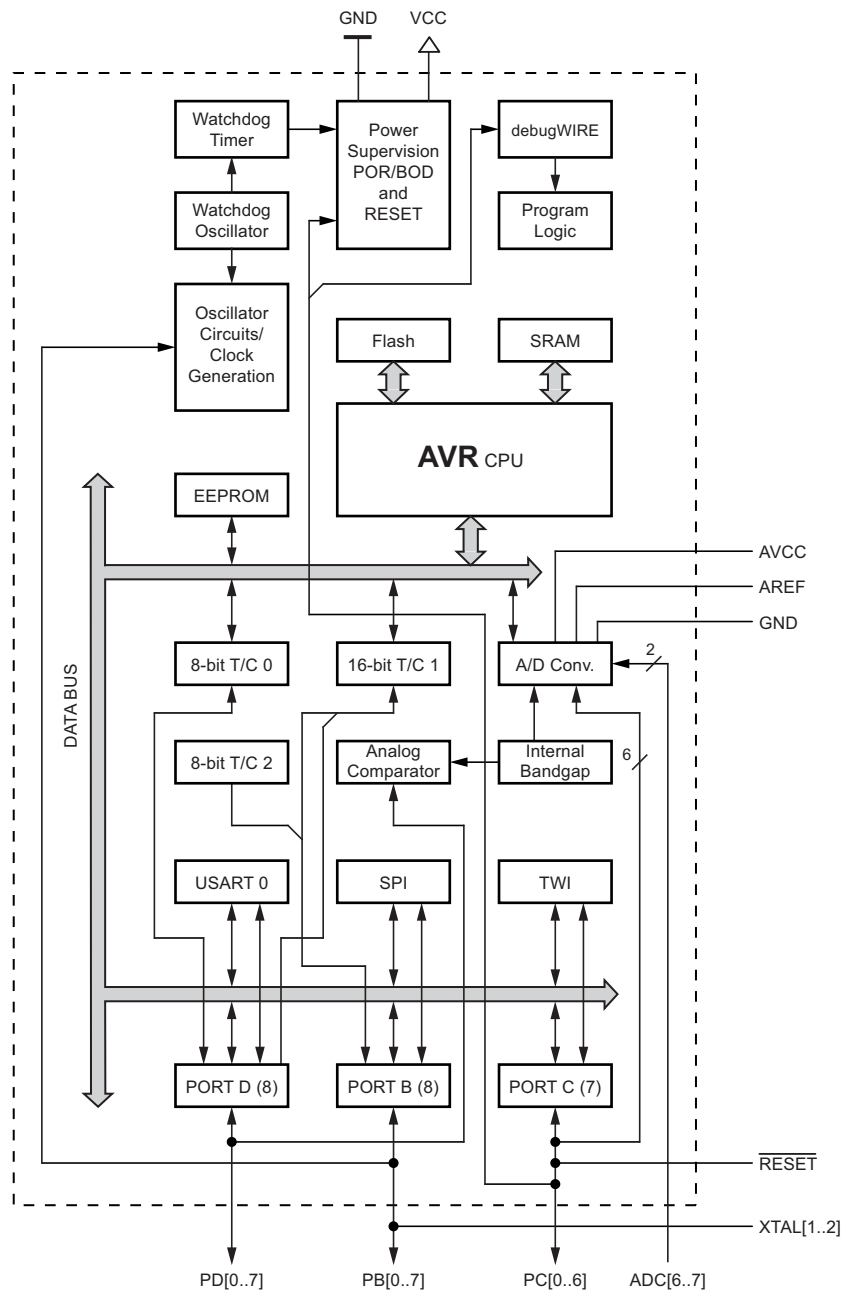 GND VCC
Watchdog
Timer
Power
Supervision
POR/BOD
and
RESET
debugWIRE
Watchdog
Oscillator
Program
Logic
Oscillator
Circuits/
Clock
Generation
Flash
SRAM
AVR CPU
EEPROM
AVCC
AREF
GND
DATA BUS
8-bit T/C 0
16-bit T/C 1
A/D Conv.
2
8-bit T/C 2
Analog
Comparator
Internal
Bandgap
6
USART 0
SPI
TWI
PORT D (8)
PORT B (8)
PORT C (7)
RESET
XTAL[1..2]
PD[0..7]
PB[0..7]
PC[0..6]
ADC[6..7]